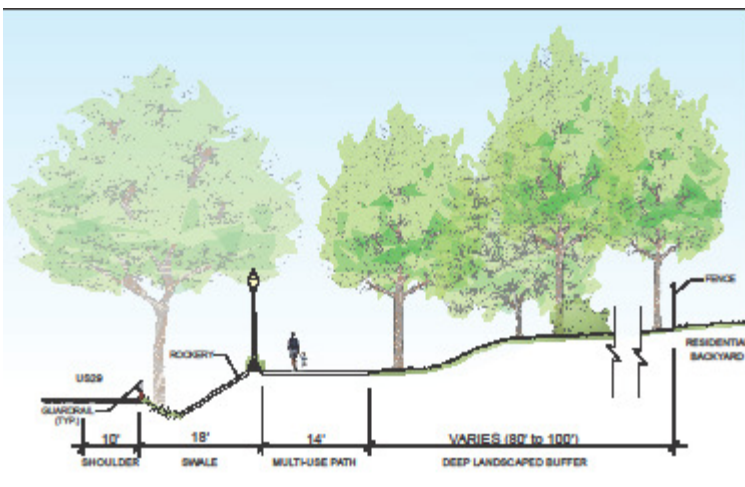 FENCE
ROCKERY
RESIDENTIA
BACKYARD
US29
GUARDRAIL
(TYP.)
10'
18'
14'
VARIES (80' to 100')
SHOULDER
SWALE
MULTI-USE PATH
DEEP LANDSCAPED BUFFER